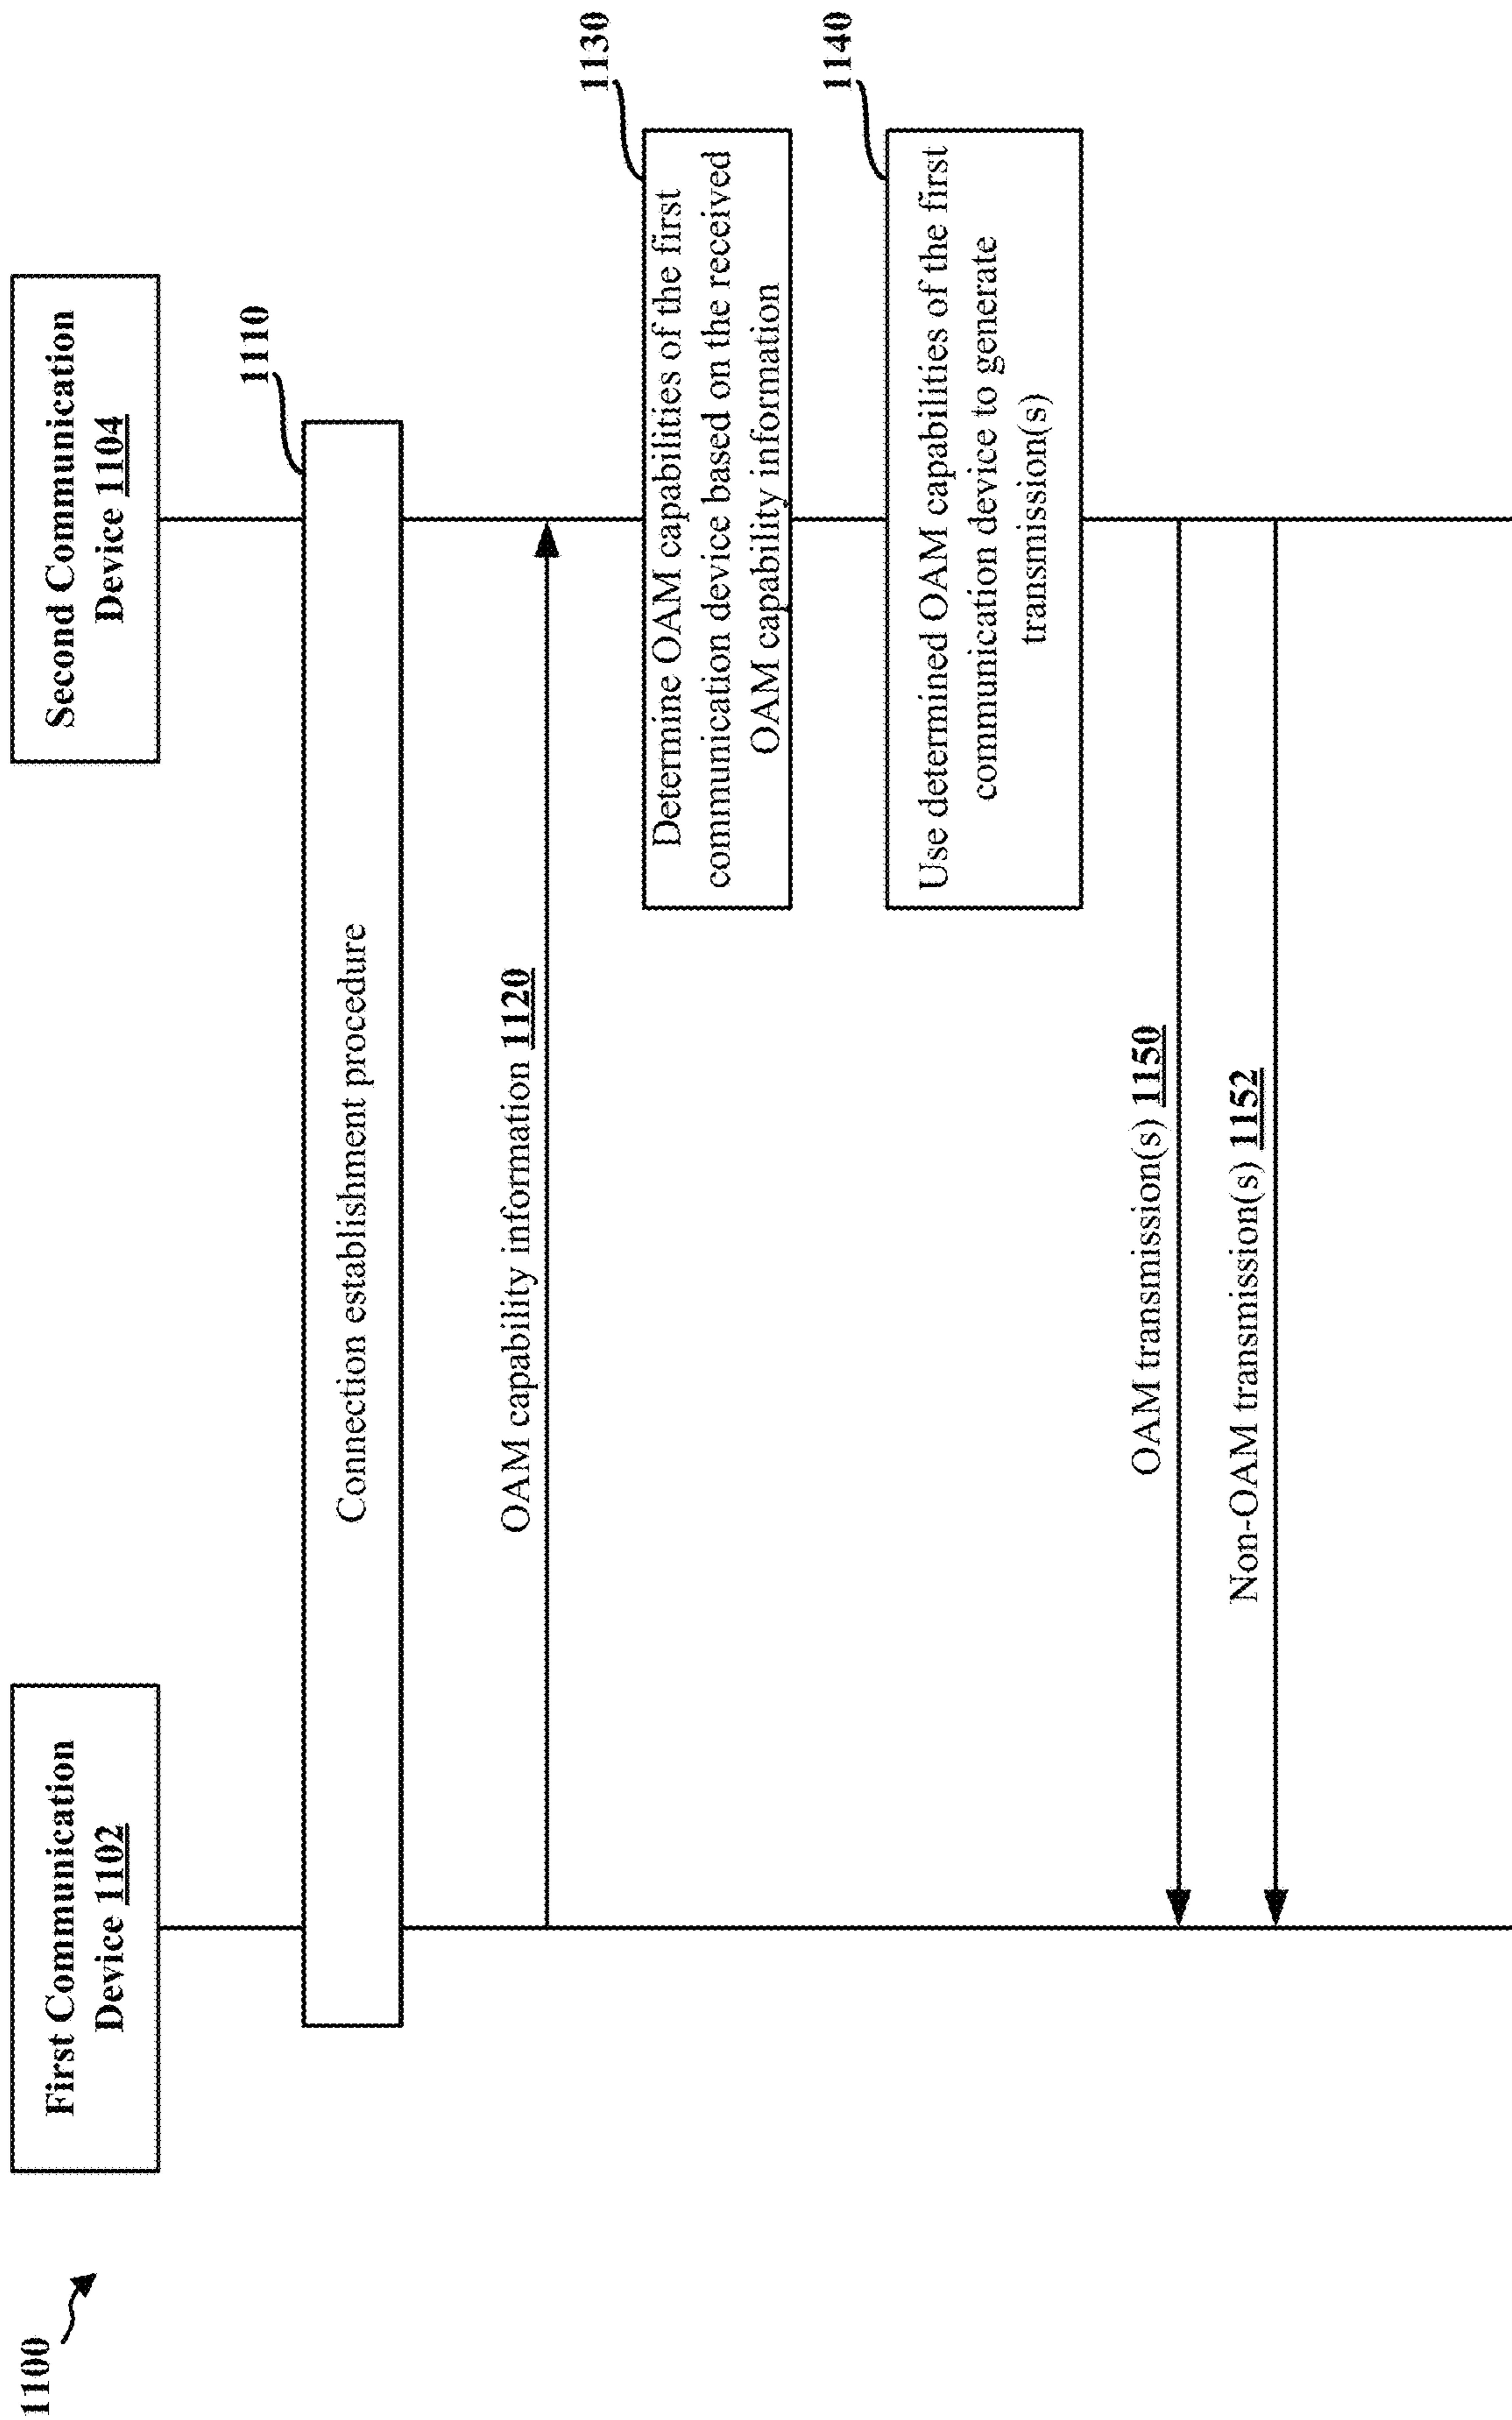 1100
First Communication
Device 1102
Second Communication
Device 1104
1110
Connection establishment procedure
OAM capability information 1120
1130
Determine OAM capabilities of the first
communication device based on the received
OAM capability information
1140
Use determined OAM capabilities of the first
communication device to generate
transmission(s)
OAM transmission(s) 1150
Non-OAM transmission(s) 1152